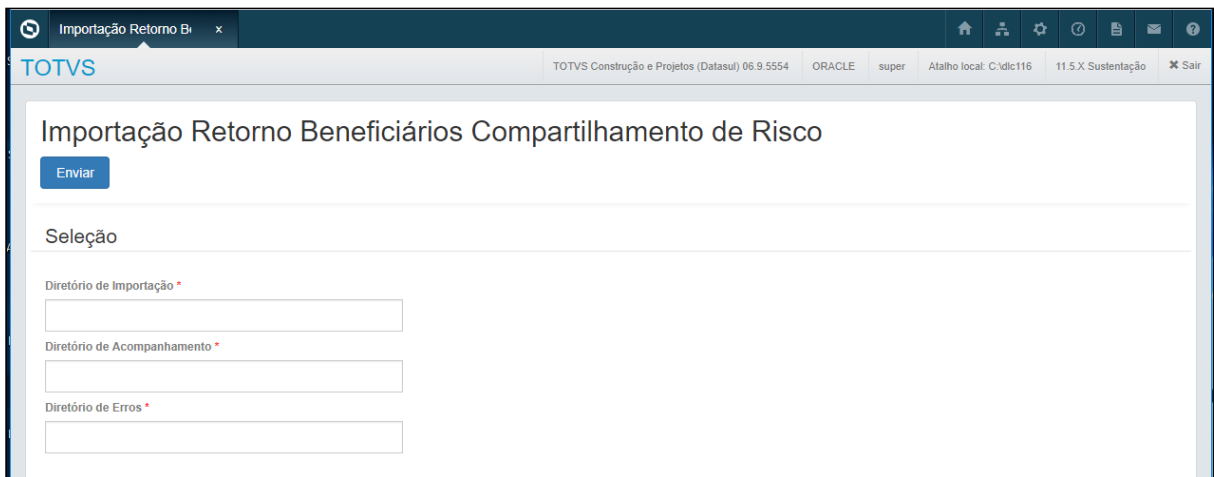 Importação Retorno Be x
TOTVS
TOTVS Construção e Projetos (Datasul) 06.9.5554 ORACLE super Atalho local: C:\dlc116 11.5.X Sustentação ✖ Sair
Importação Retorno Beneficiários Compartilhamento de Risco
Enviar
Seleção
Diretório de Importação *
Diretório de Acompanhamento *
Diretório de Erros *